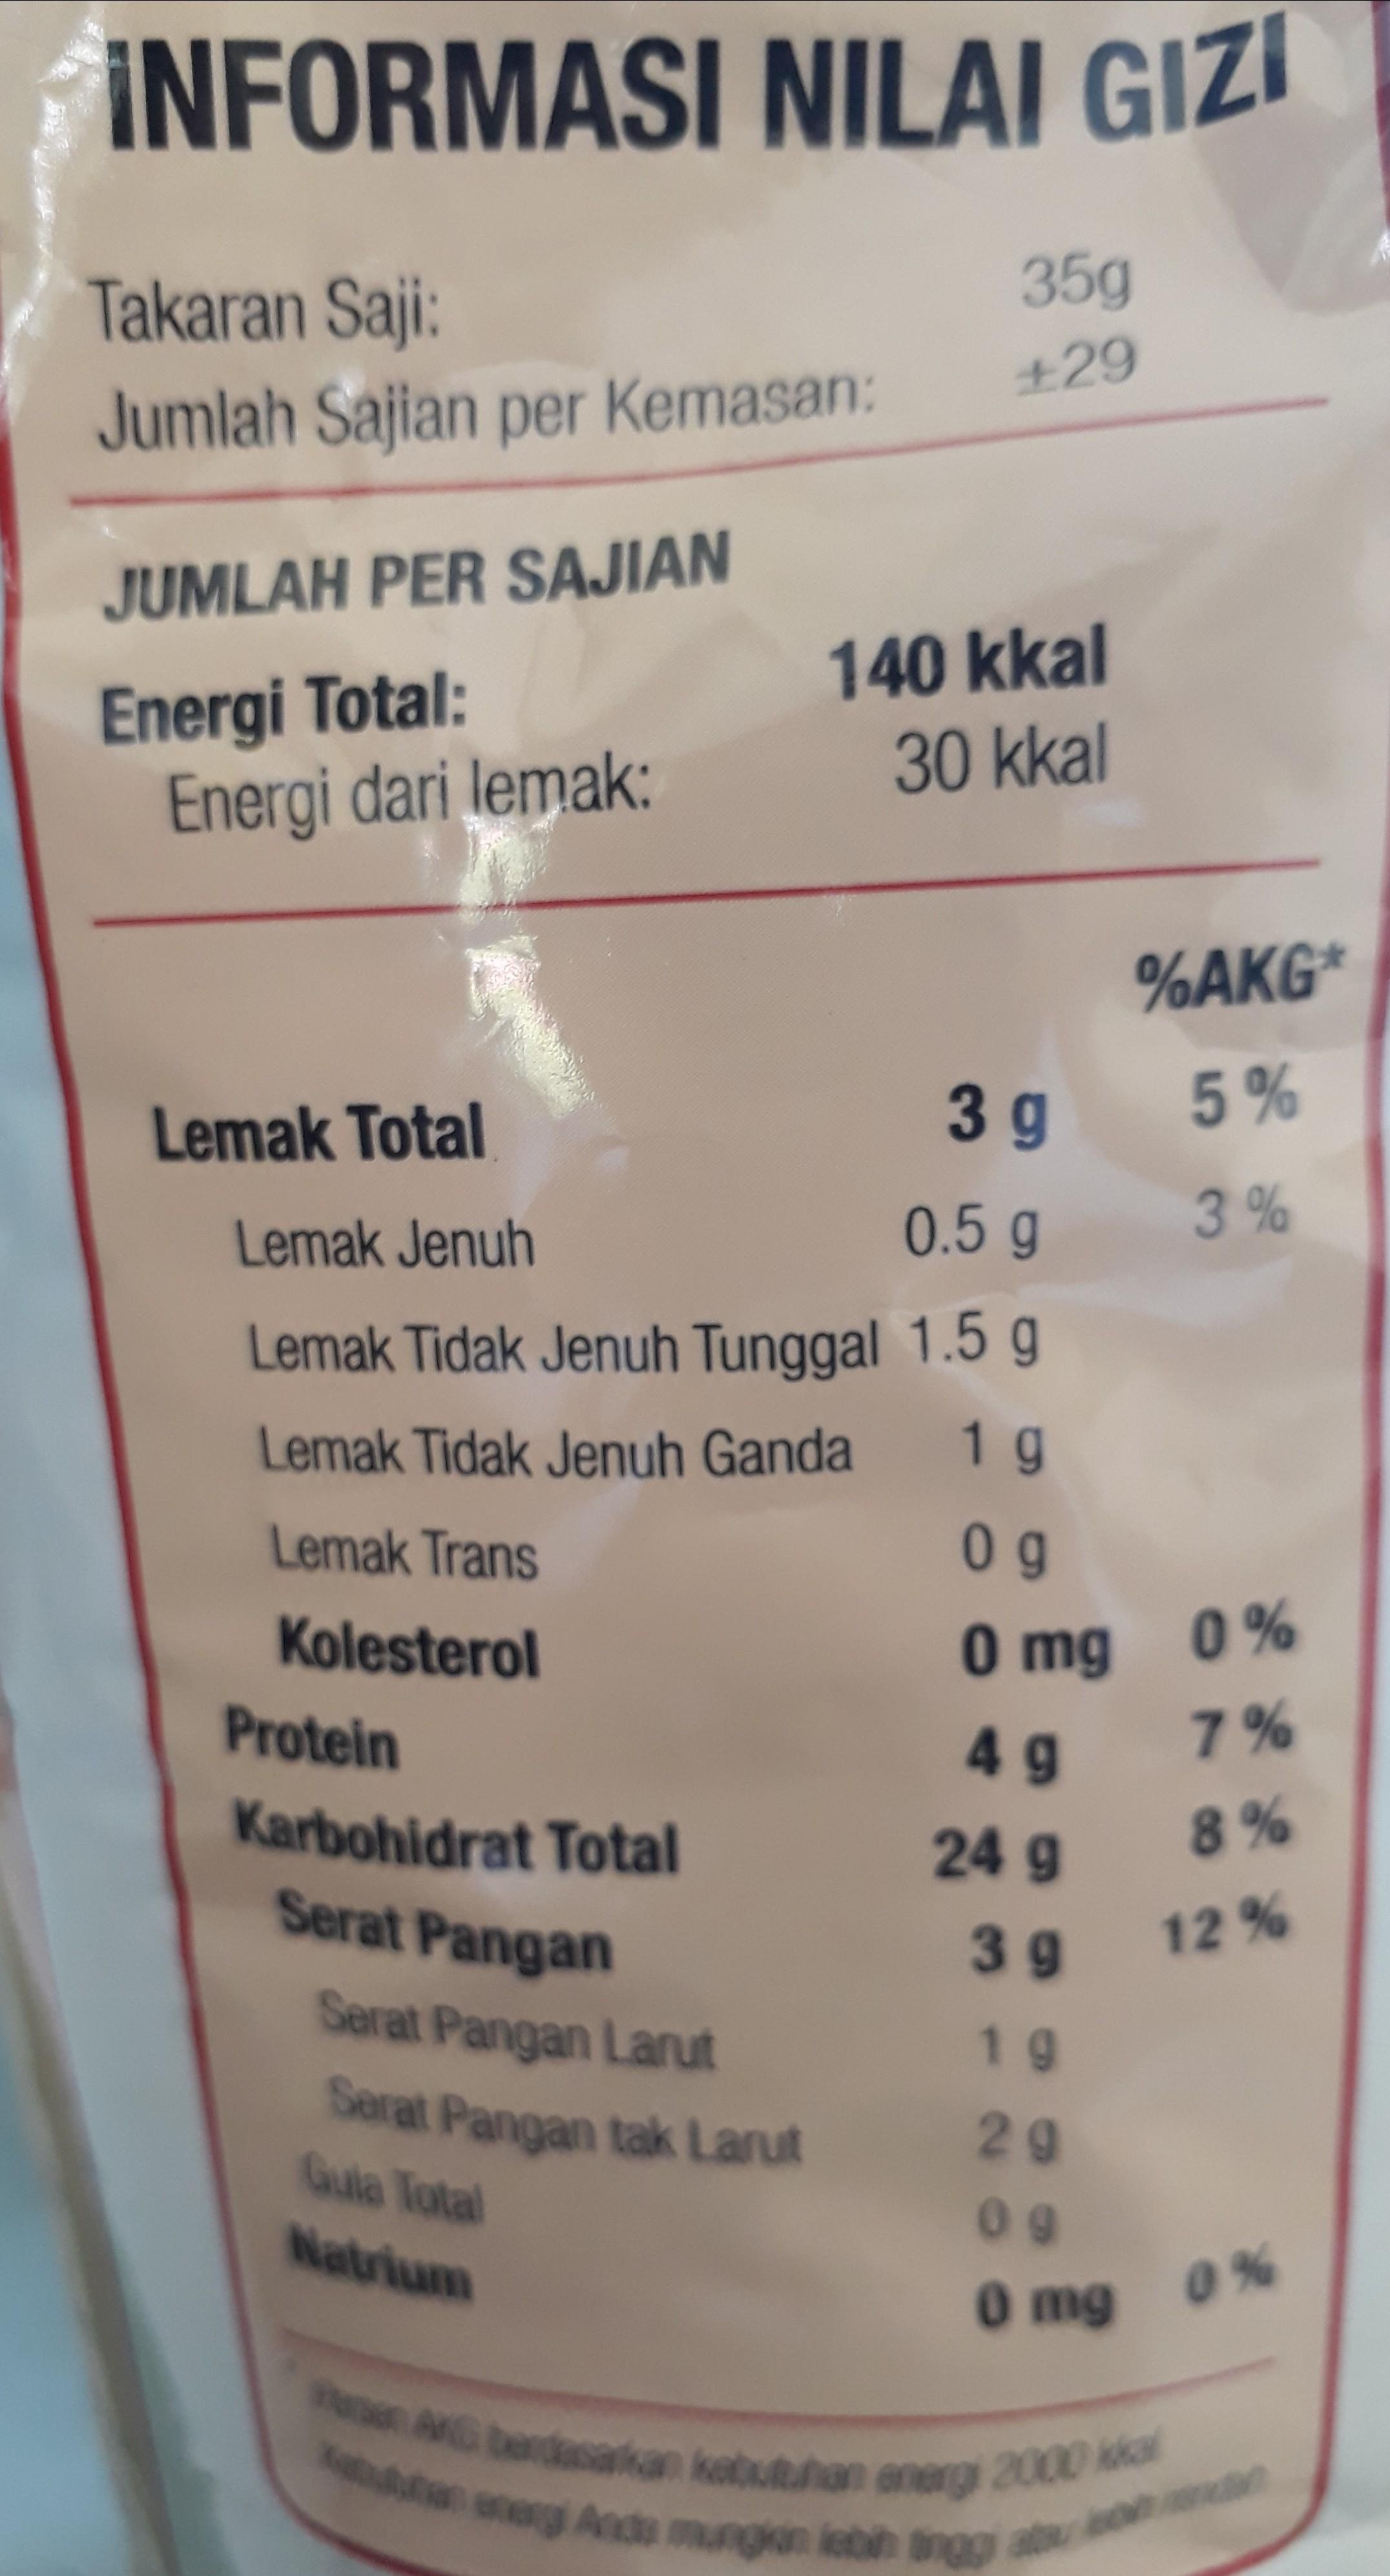 INFORMASI NILAI GIZI
Takaran Saji: 35g
Jumlah Sajian per Kemasan: ±29
JUMLAH PER SAJIAN
Energi Total: 140 kkal
Energi dari lemak: 30 kkal
%AKG*
Lemak Total 3 g 5 %
Lemak Jenuh 0.5 g 3 %
Lemak Tidak Jenuh Tunggal 1.5 g
Lemak Tidak Jenuh Ganda 1 g
Lemak Trans 0 g
Kolesterol 0 mg 0 %
Protein 4 g 7 %
Karbohidrat Total 24 g 8 %
Serat Pangan 3 g 12 %
Serat Pangan Larut 1 g
Serat Pangan tak Larut 2 g
Gula Total 0 g
Natrium 0 mg 0 %
AKG berdasarkan kebutuhan energi 2000 kkal
Kebutuhan energi Anda mungkin lebih tinggi atau lebih rendah